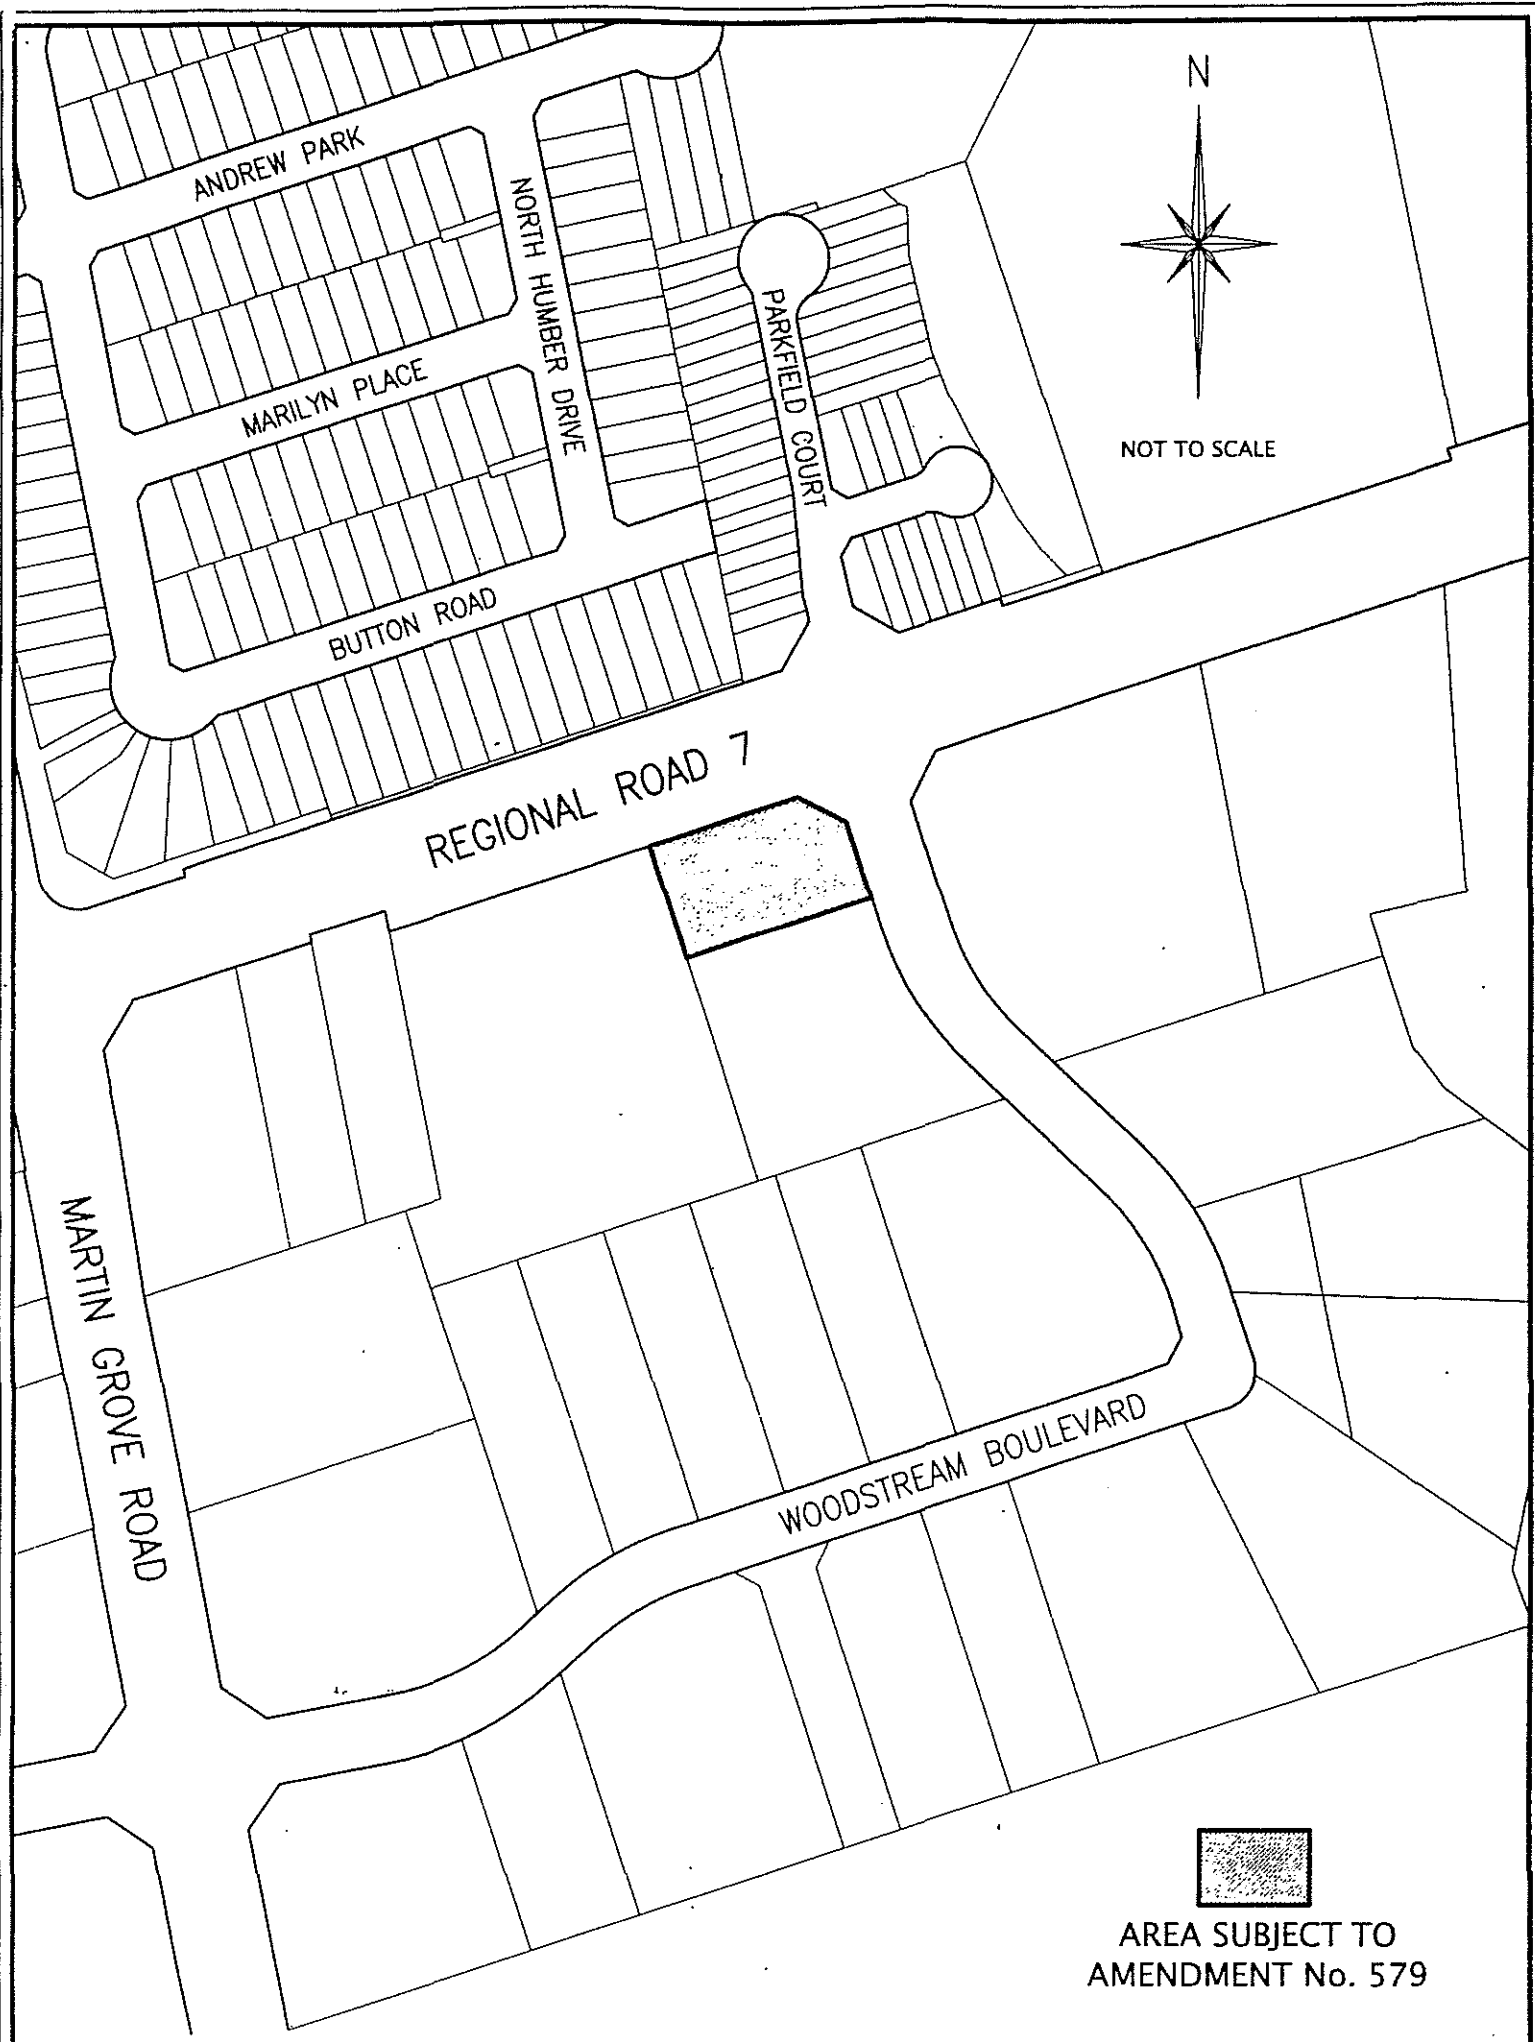 N
ANDREW PARK
NORTH HUMBER DRIVE
PARKFIELD COURT
MARILYN PLACE
NOT TO SCALE
BUTTON ROAD
REGIONAL ROAD 7
MARTIN GROVE ROAD
WOODSTREAM BOULEVARD
AREA SUBJECT TO
AMENDMENT No. 579